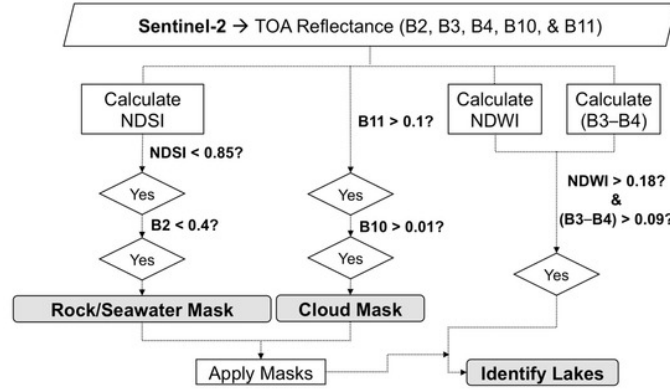 Sentinel-2 → TOA Reflectance (B2, B3, B4, B10, & B11)
Calculate
NDSI
B11 > 0.1?
Calculate
NDWI
Calculate
(B3–B4)
NDSI < 0.85?
Yes
Yes
NDWI > 0.18?
&
(B3–B4) > 0.09?
B2 < 0.4?
B10 > 0.01?
Yes
Yes
Yes
Rock/Seawater Mask
Cloud Mask
Apply Masks
Identify Lakes